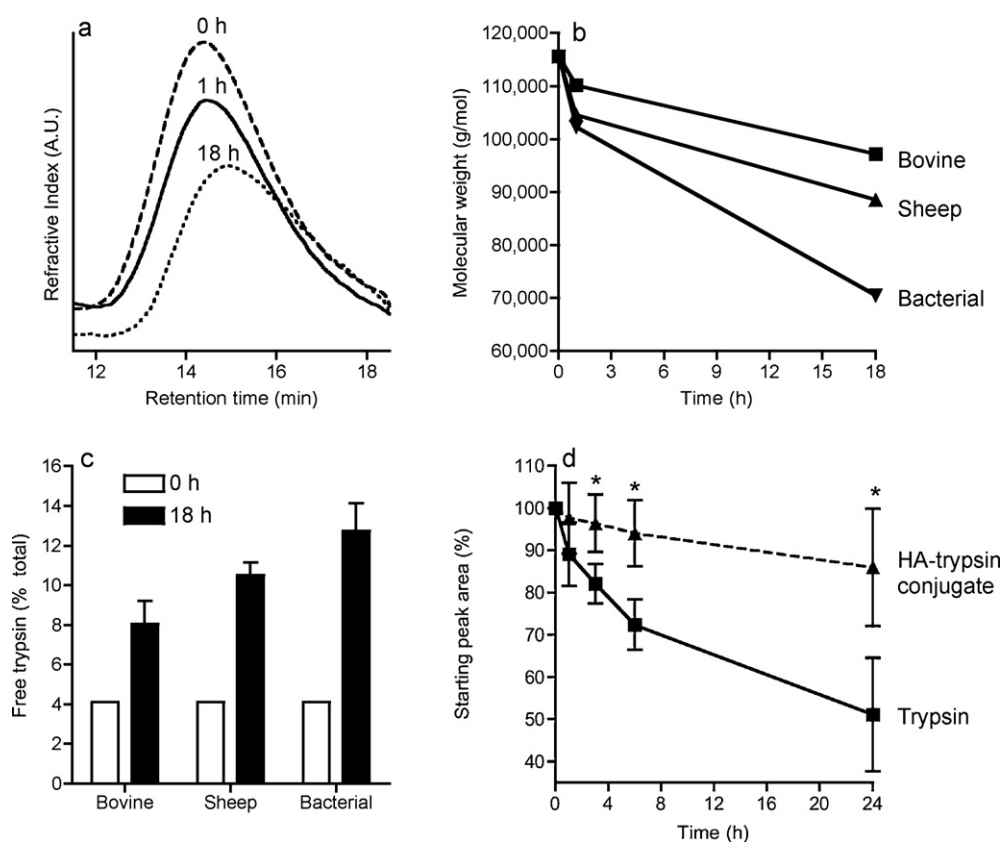 a
0 h
1 h
18 h
Refractive Index (A.U.)
12 14 16 18
Retention time (min)
b
120,000
110,000
100,000
90,000
80,000
70,000
60,000
Molecular weight (g/mol)
Bovine
Sheep
Bacterial
0 3 6 9 12 15 18
Time (h)
c
0 h
18 h
16
14
12
10
8
6
4
2
0
Free trypsin (% total)
Bovine Sheep Bacterial
d
110
100
90
80
70
60
50
40
Starting peak area (%)
* * *
HA-trypsin
conjugate
Trypsin
0 4 8 12 16 20 24
Time (h)